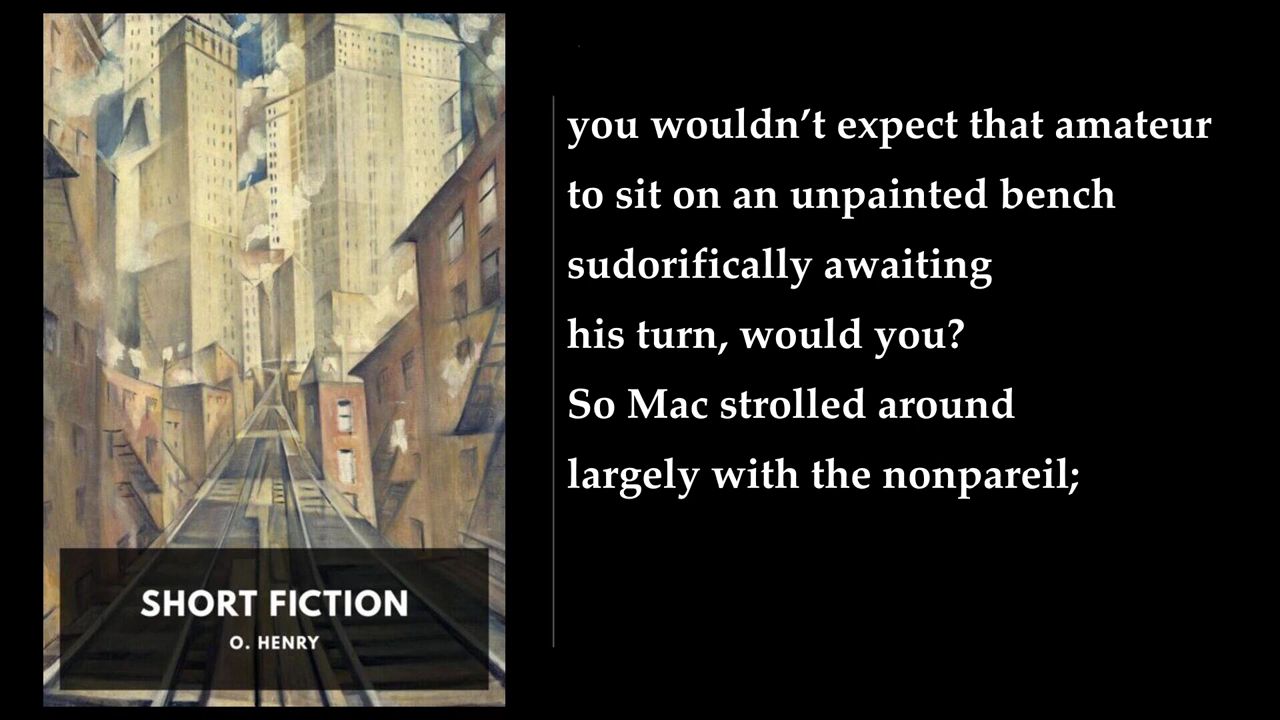 SHORT FICTION
O. HENRY
you wouldn’t expect that amateur
to sit on an unpainted bench
sudorifically awaiting
his turn, would you?
So Mac strolled around
largely with the nonpareil;